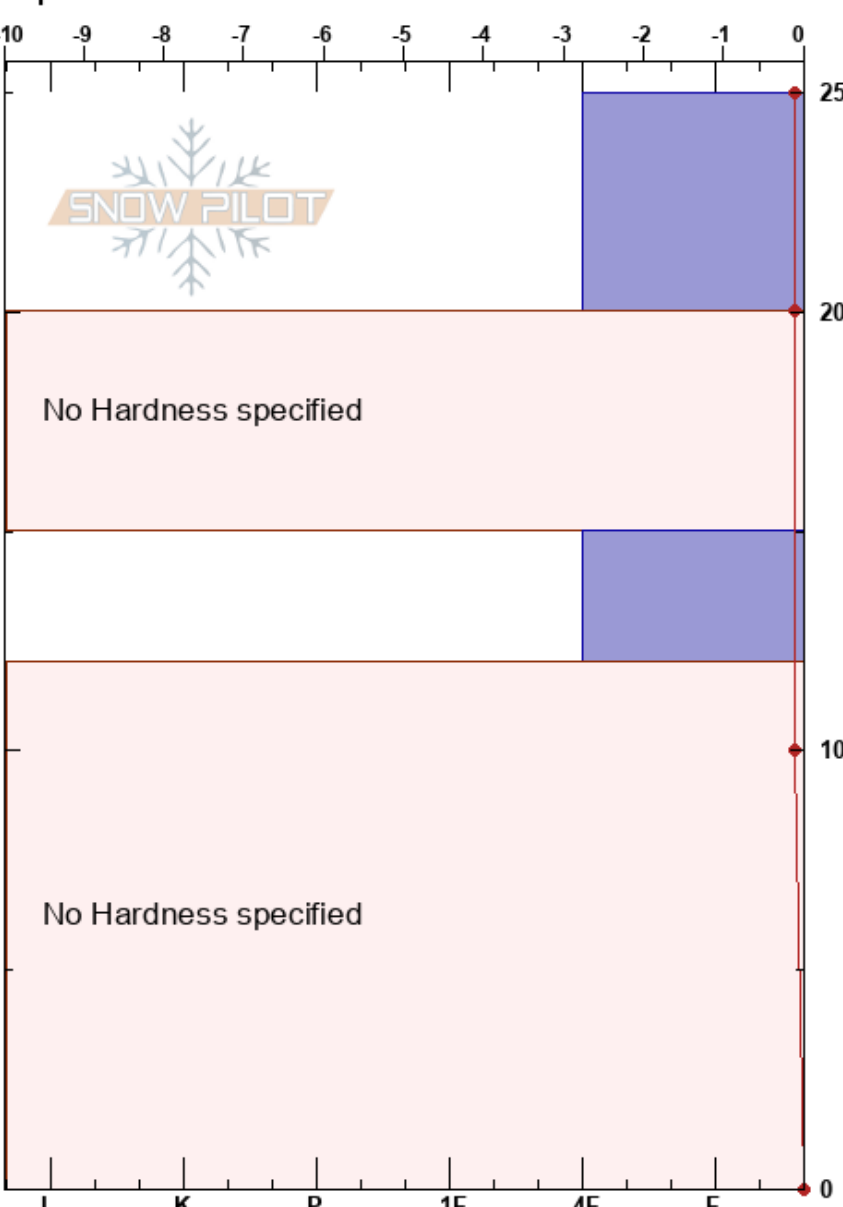 -10 -9 -8 -7 -6 -5 -4 -3 -2 -1 0
25
SNOW PILOT
20
No Hardness specified
10
No Hardness specified
0
I K P 1F 4F F